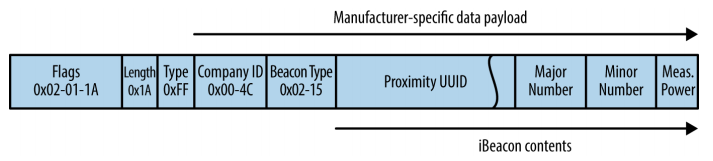 Manufacturer-specific data payload
Flags Length Type Company ID Beacon Type Proximity UUID Major Minor Meas.
0x02-01-1A 0x1A 0xFF 0x00-4C 0x02-15 Number Number Power
iBeacon contents